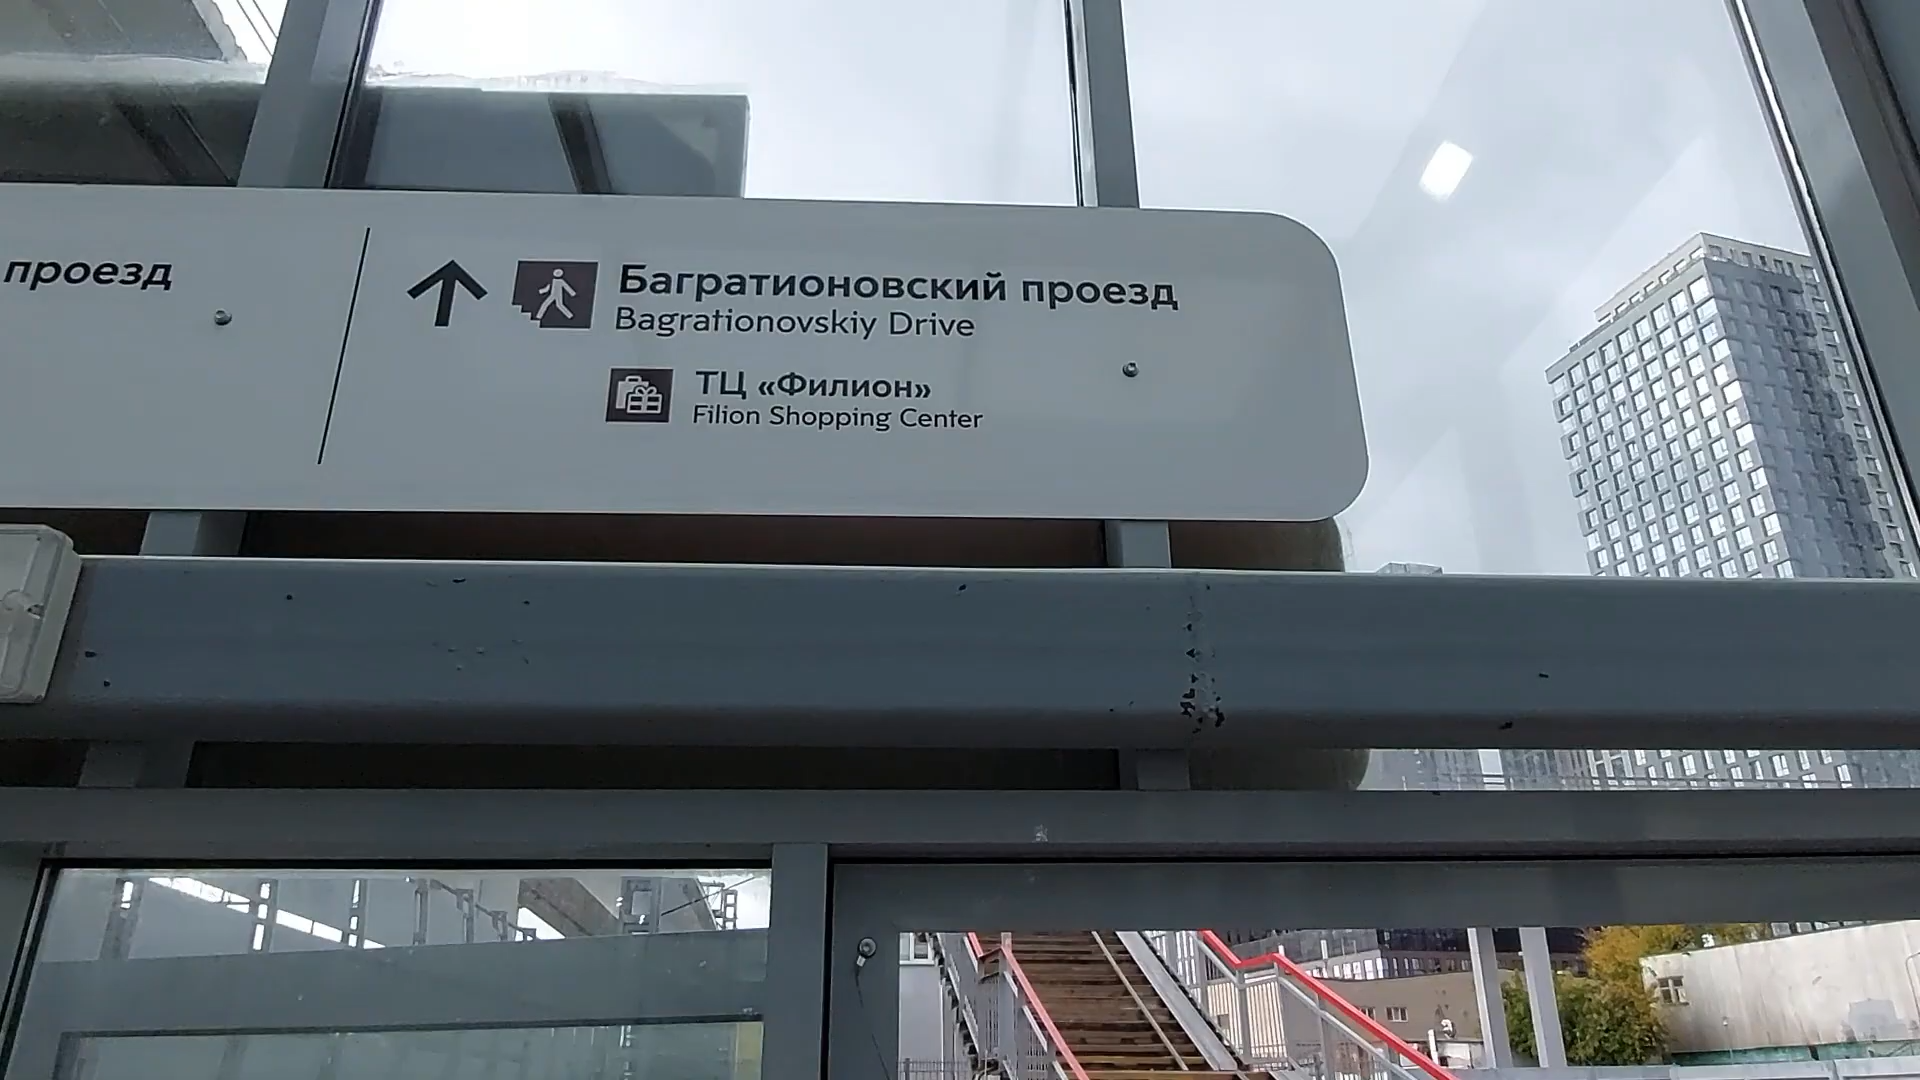 проезд
Багратионовский проезд
Bagrationovskiy Drive
ТЦ «Филион»
Filion Shopping Center